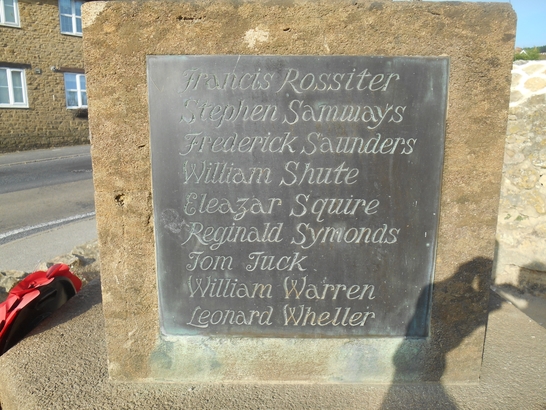 Francis Rossiter
Stephen Samways
Frederick Saunders
William Shute
Eleazar Squire
Reginald Symonds
Tom Tuck
William Warren
Leonard Wheller